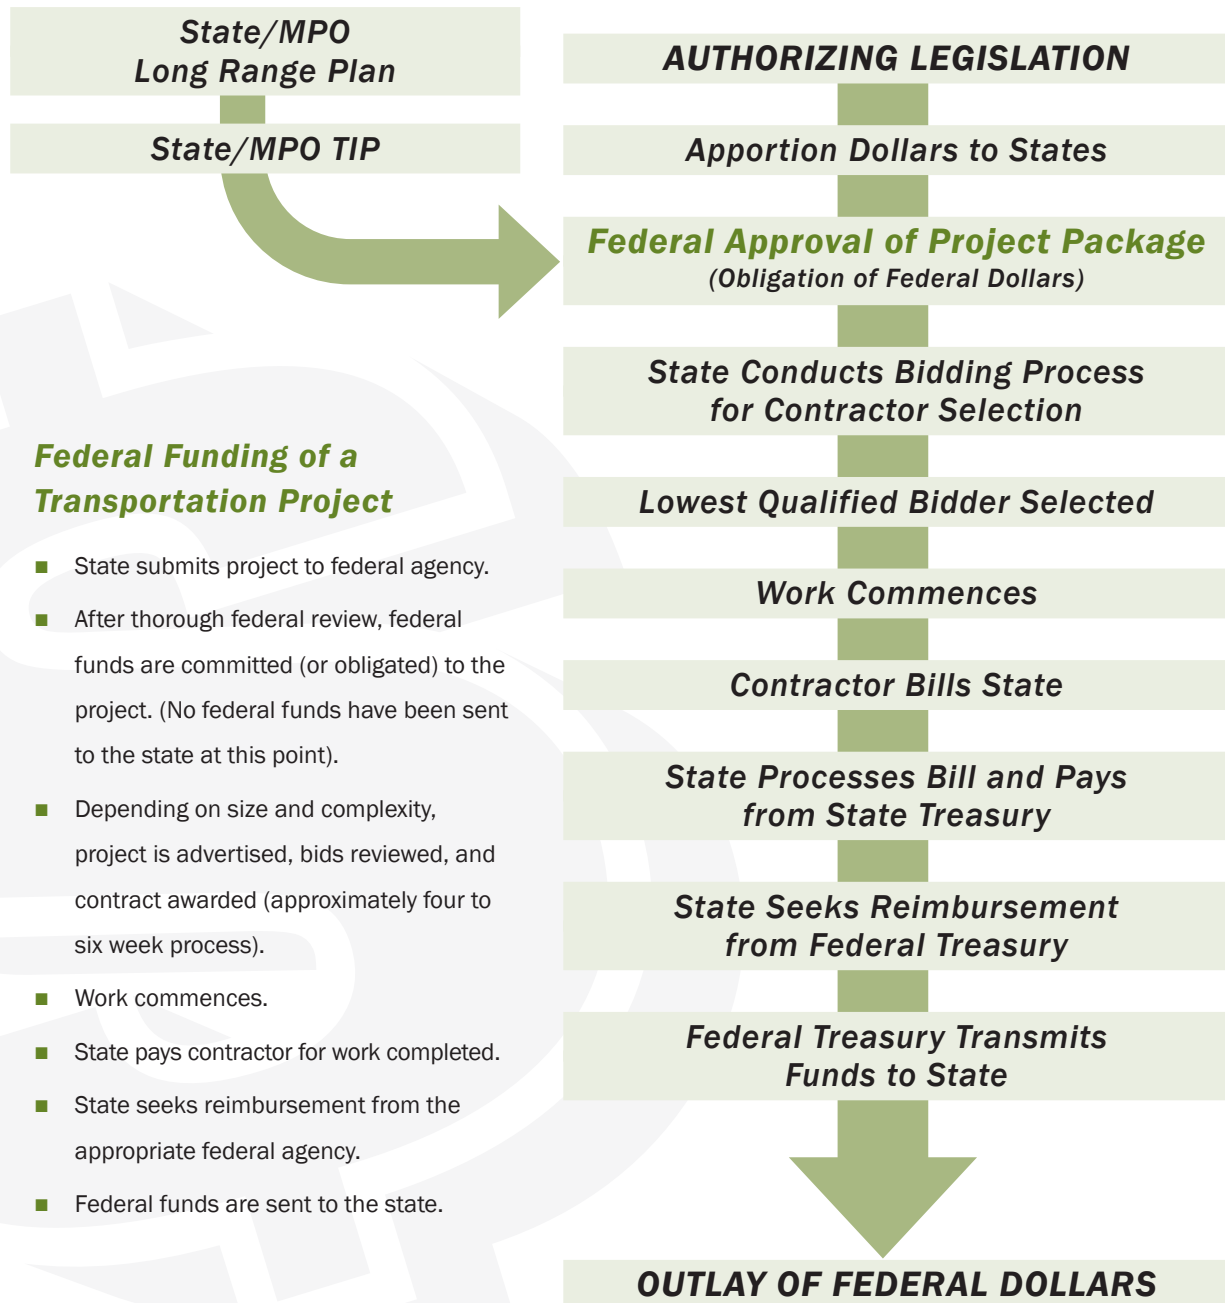 State/MPO
Long Range Plan
State/MPO TIP
AUTHORIZING LEGISLATION
Apportion Dollars to States
Federal Approval of Project Package
(Obligation of Federal Dollars)
State Conducts Bidding Process
for Contractor Selection
Lowest Qualified Bidder Selected
Work Commences
Contractor Bills State
State Processes Bill and Pays
from State Treasury
State Seeks Reimbursement
from Federal Treasury
Federal Treasury Transmits
Funds to State
OUTLAY OF FEDERAL DOLLARS
Federal Funding of a
Transportation Project
■ State submits project to federal agency.
■ After thorough federal review, federal
funds are committed (or obligated) to the
project. (No federal funds have been sent
to the state at this point).
■ Depending on size and complexity,
project is advertised, bids reviewed, and
contract awarded (approximately four to
six week process).
■ Work commences.
■ State pays contractor for work completed.
■ State seeks reimbursement from the
appropriate federal agency.
■ Federal funds are sent to the state.